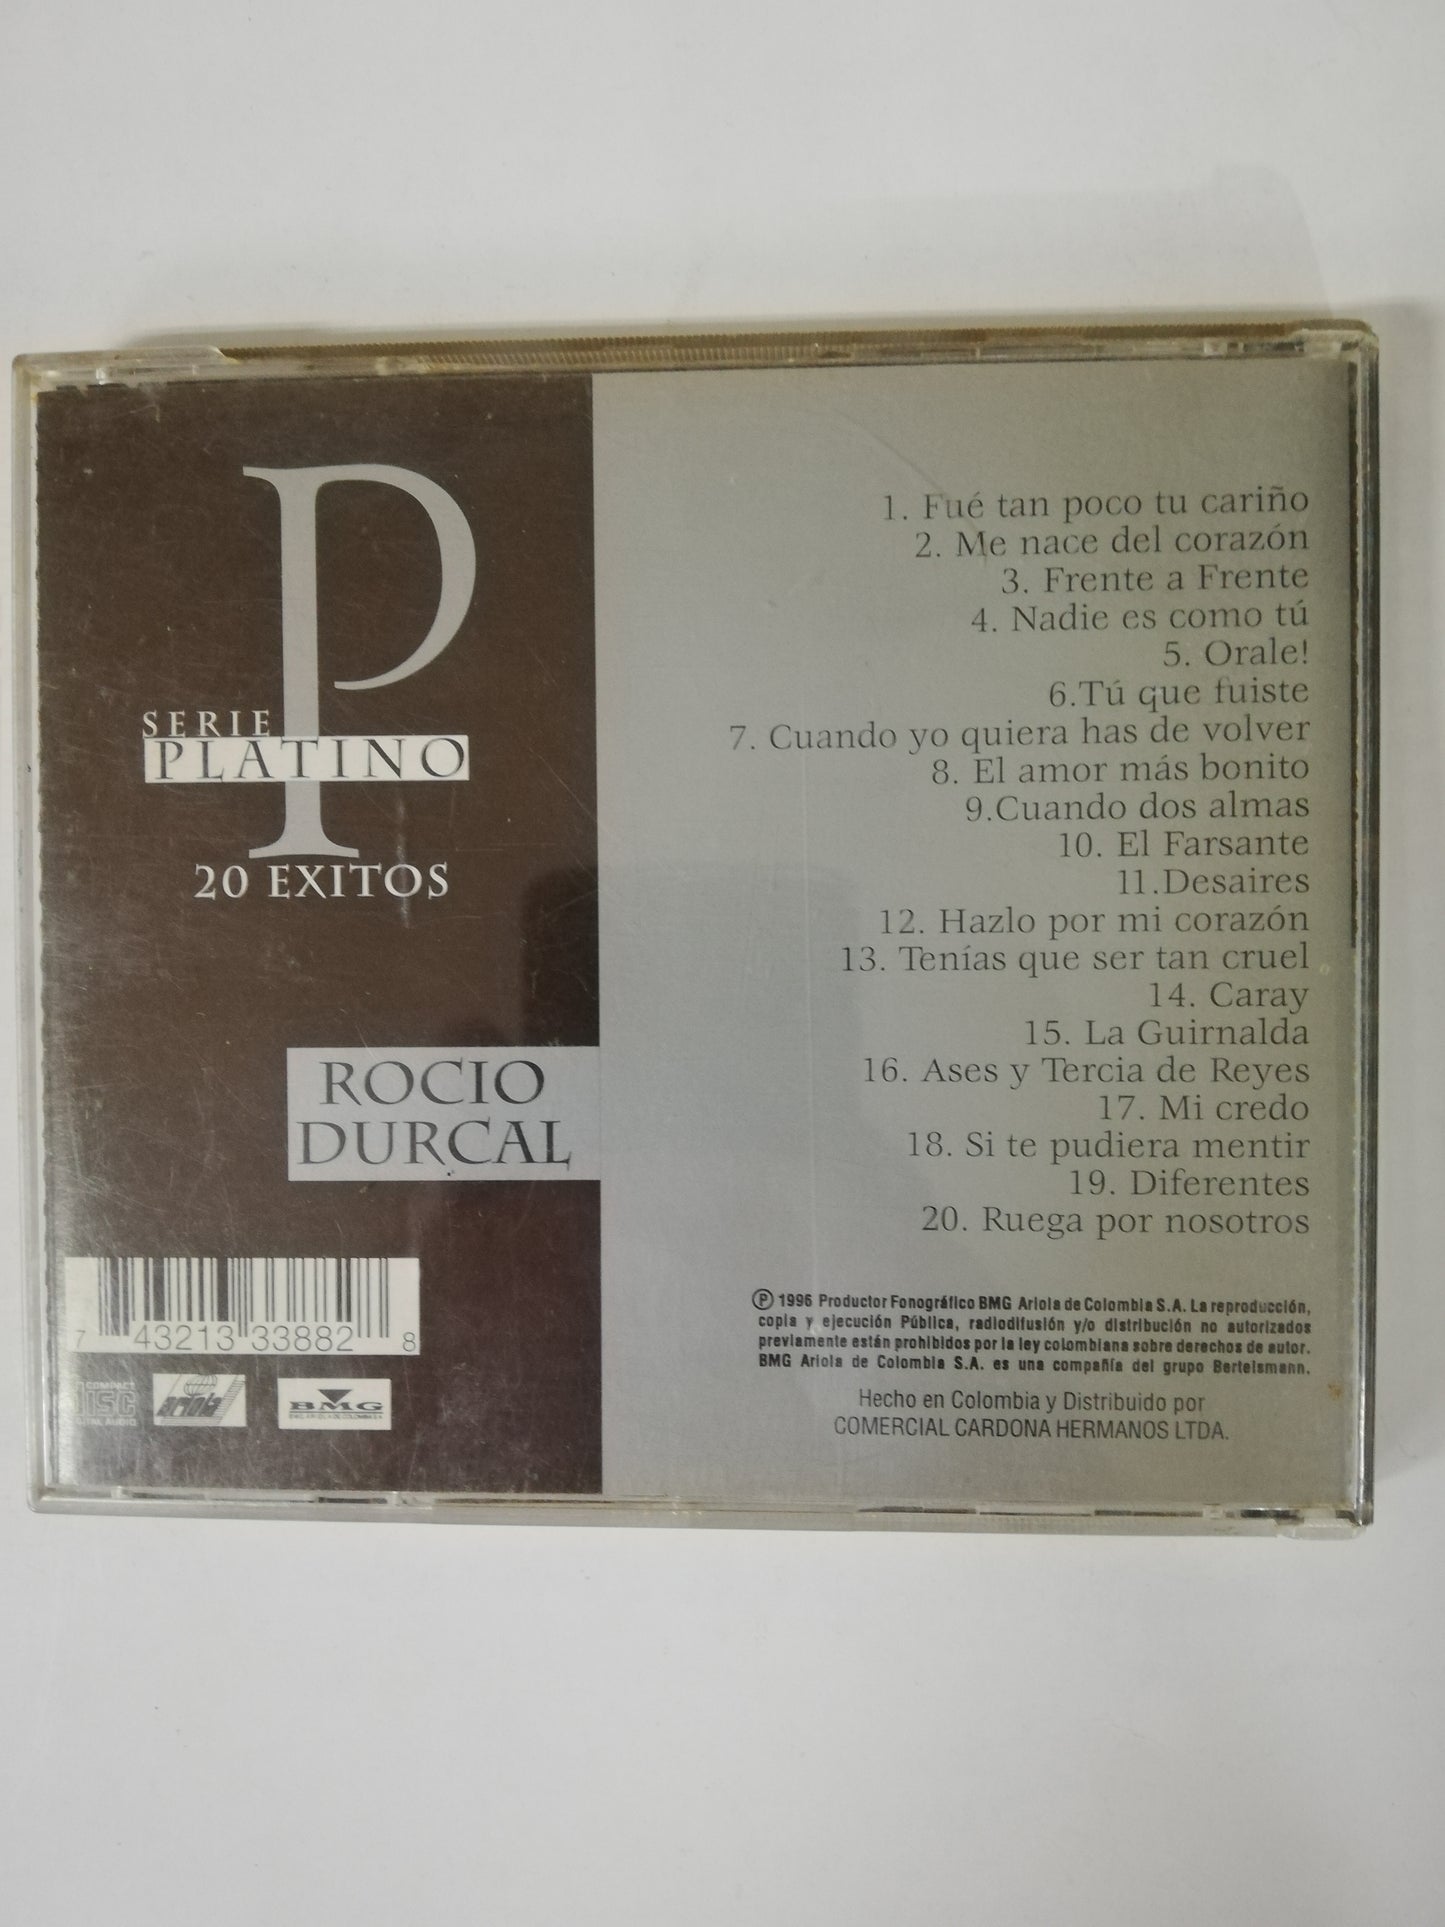 P
SERIE
PLATINO
20 EXITOS
ROCIO
DURCAL
7 43213 33882 8
COMPACT
DISC
DIGITAL AUDIO
ariola
BMG
1. Fué tan poco tu cariño
2. Me nace del corazón
3. Frente a Frente
4. Nadie es como tú
5. Orale!
6.Tú que fuiste
7. Cuando yo quiera has de volver
8. El amor más bonito
9.Cuando dos almas
10. El Farsante
11.Desaires
12. Hazlo por mi corazón
13. Tenías que ser tan cruel
14. Caray
15. La Guirnalda
16. Ases y Tercia de Reyes
17. Mi credo
18. Si te pudiera mentir
19. Diferentes
20. Ruega por nosotros
Ⓟ 1996 Productor Fonográfico BMG Ariola de Colombia S.A. La reproducción,
copia y ejecución Pública, radiodifusión y/o distribución no autorizados
previamente están prohibidos por la ley colombiana sobre derechos de autor.
BMG Ariola de Colombia S.A. es una compañía del grupo Bertelsmann.
Hecho en Colombia y Distribuido por
COMERCIAL CARDONA HERMANOS LTDA.